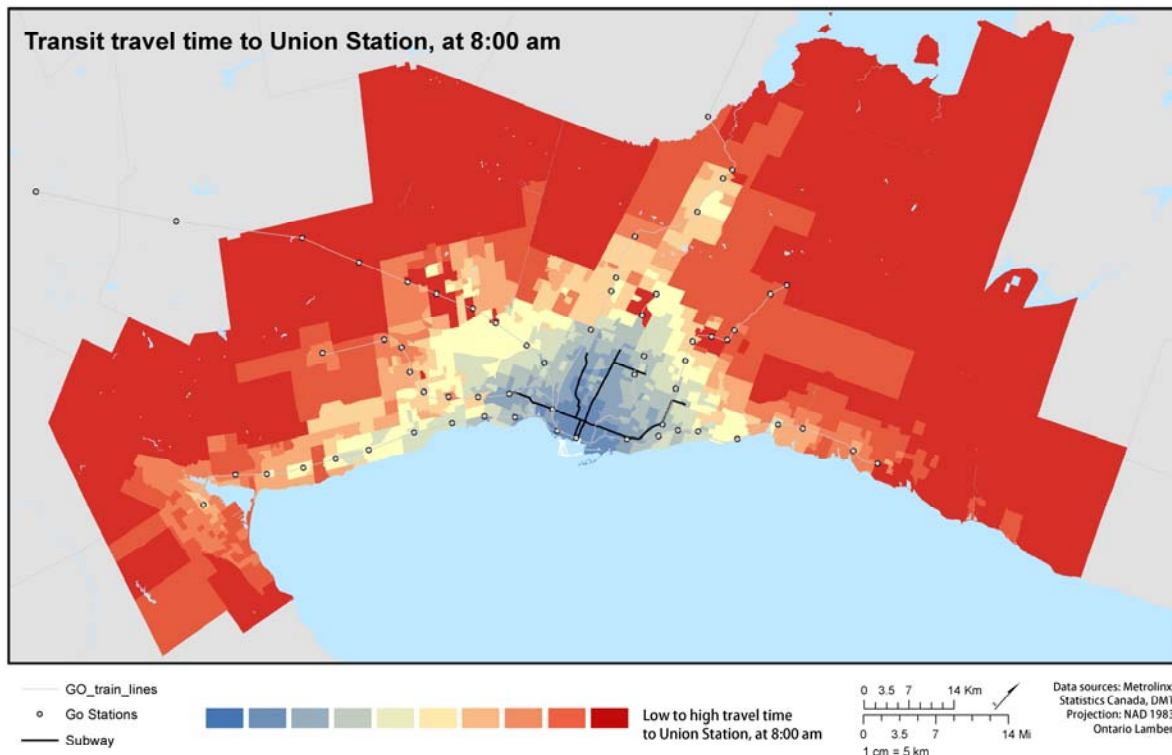 Transit travel time to Union Station, at 8:00 am
GO_train_lines
Go Stations
Subway
Low to high travel time
to Union Station, at 8:00 am
0 3.5 7 14 Km
0 3.5 7 14 Mi
1 cm = 5 km
Data sources: Metrolinx
Statistics Canada, DMT
Projection: NAD 1983
Ontario Lamber